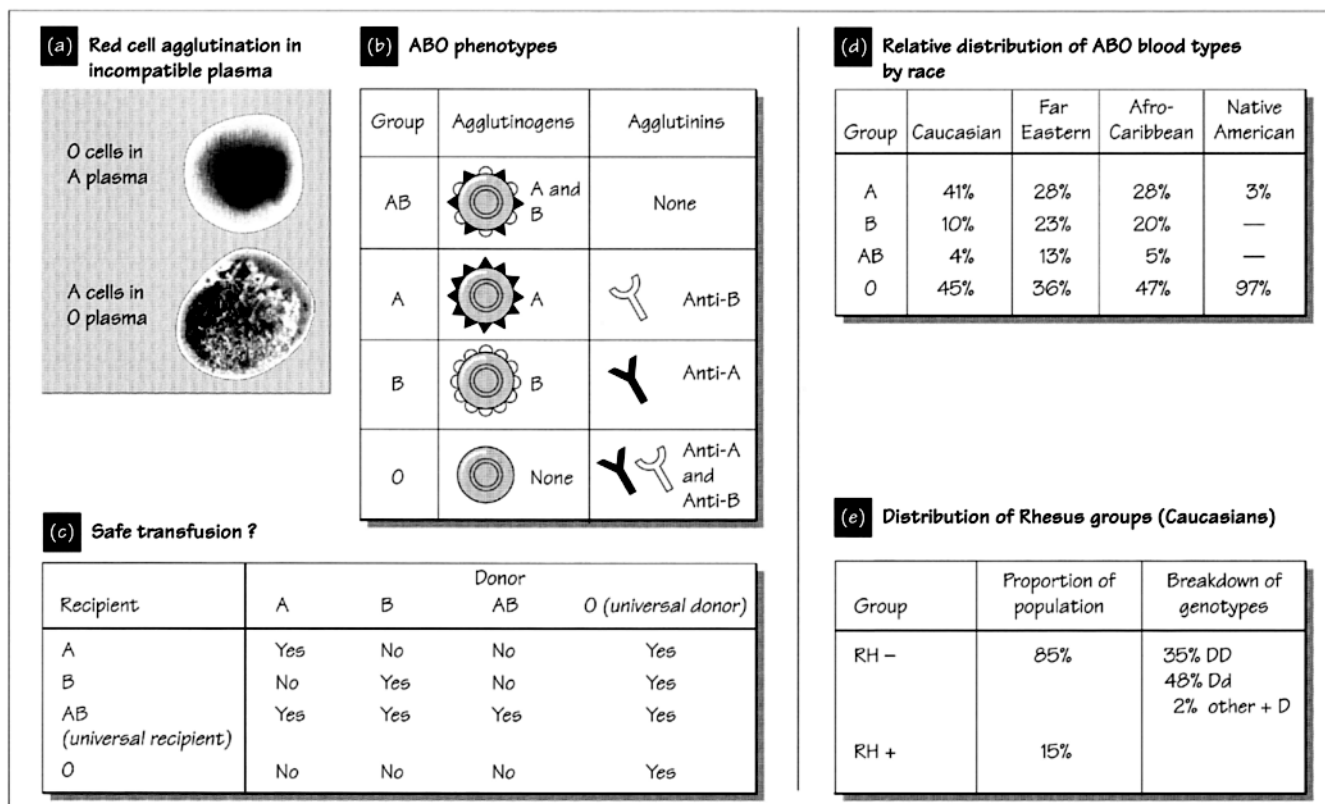 (a) Red cell agglutination in
incompatible plasma
O cells in
A plasma
A cells in
O plasma
(b) ABO phenotypes
Group Agglutinogens Agglutinins
AB A and B None
A A Anti-B
B B Anti-A
O None Anti-A and Anti-B
(c) Safe transfusion ?
Donor
Recipient A B AB O (universal donor)
A Yes No No Yes
B No Yes No Yes
AB Yes Yes Yes Yes
(universal recipient)
O No No No Yes
(d) Relative distribution of ABO blood types
by race
Far Afro- Native
Group Caucasian Eastern Caribbean American
A 41% 28% 28% 3%
B 10% 23% 20% —
AB 4% 13% 5% —
O 45% 36% 47% 97%
(e) Distribution of Rhesus groups (Caucasians)
Proportion of Breakdown of
Group population genotypes
RH – 85% 35% DD
48% Dd
2% other + D
RH + 15%